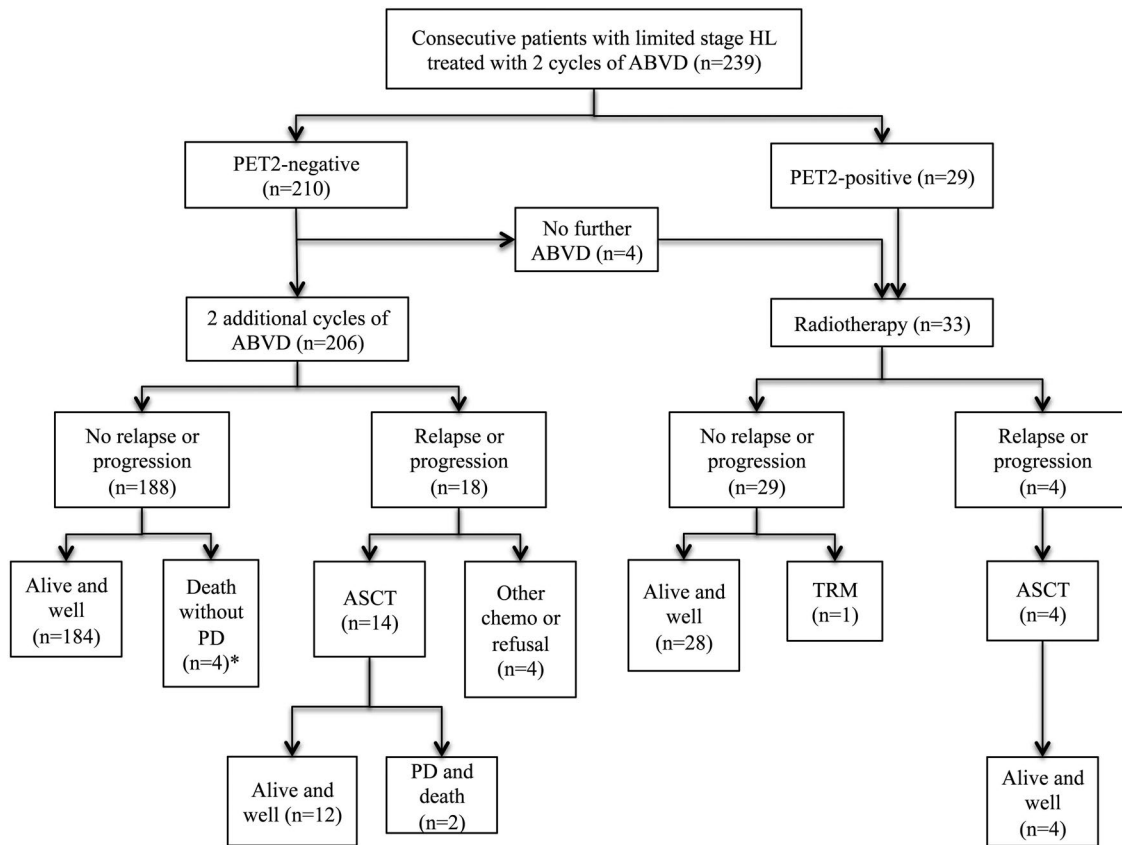 Consecutive patients with limited stage HL
treated with 2 cycles of ABVD (n=239)
PET2-negative
(n=210)
PET2-positive (n=29)
No further
ABVD (n=4)
2 additional cycles of
ABVD (n=206)
Radiotherapy (n=33)
No relapse or
progression
(n=188)
Relapse or
progression
(n=18)
No relapse or
progression
(n=29)
Relapse or
progression
(n=4)
Alive and
well
(n=184)
Death
without
PD
(n=4)*
ASCT
(n=14)
Other
chemo or
refusal
(n=4)
Alive and
well
(n=28)
TRM
(n=1)
ASCT
(n=4)
Alive and
well (n=12)
PD and
death
(n=2)
Alive and
well
(n=4)